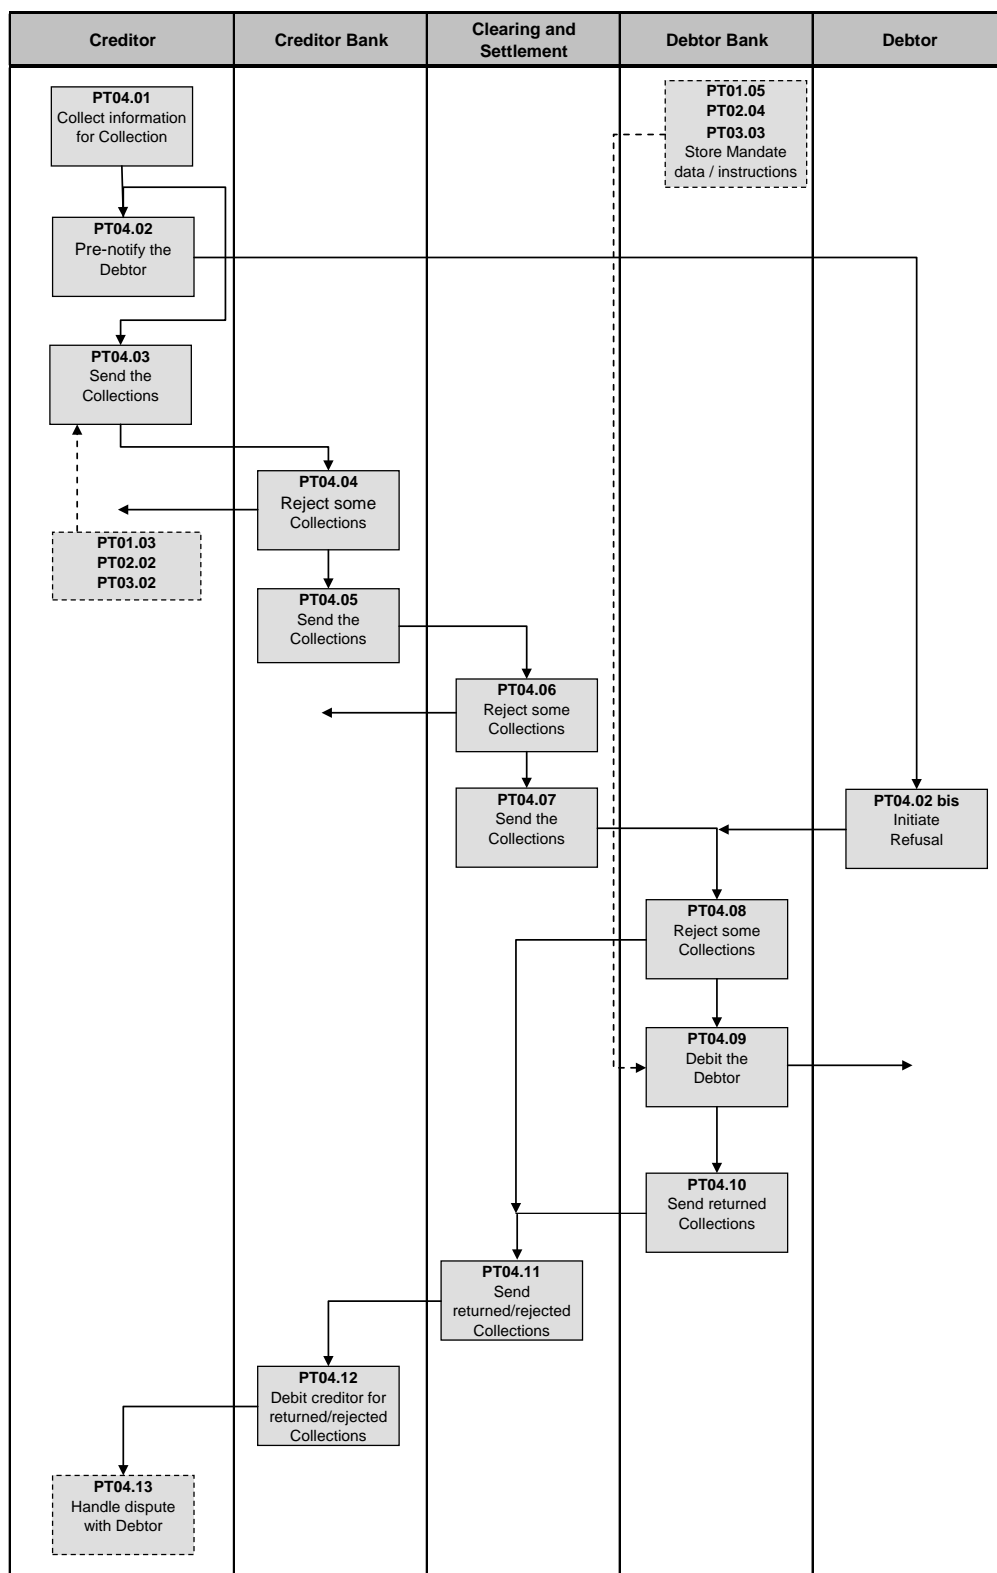 Creditor
Creditor Bank
Clearing and
Settlement
Debtor Bank
Debtor
PT04.01
Collect information
for Collection
PT01.05
PT02.04
PT03.03
Store Mandate
data / instructions
PT04.02
Pre-notify the
Debtor
PT04.03
Send the
Collections
PT04.04
Reject some
Collections
PT01.03
PT02.02
PT03.02
PT04.05
Send the
Collections
PT04.06
Reject some
Collections
PT04.07
Send the
Collections
PT04.02 bis
Initiate
Refusal
PT04.08
Reject some
Collections
PT04.09
Debit the
Debtor
PT04.10
Send returned
Collections
PT04.11
Send
returned/rejected
Collections
PT04.12
Debit creditor for
returned/rejected
Collections
PT04.13
Handle dispute
with Debtor